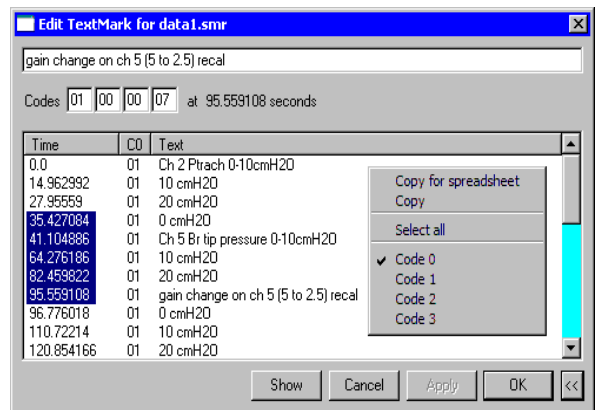 Edit TextMark for data1.smr
gain change on ch 5 (5 to 2.5) recal
Codes 01 00 00 07 at 95.559108 seconds
Time C0 Text
0.0 01 Ch 2 Ptrach 0-10cmH2O
14.962992 01 10 cmH2O
27.95559 01 20 cmH2O
35.427084 01 0 cmH2O
41.104886 01 Ch 5 Br tip pressure 0-10cmH2O
64.276186 01 10 cmH2O
82.459822 01 20 cmH2O
95.559108 01 gain change on ch 5 (5 to 2.5) recal
96.776018 01 0 cmH2O
110.72214 01 10 cmH2O
120.854166 01 20 cmH2O
Copy for spreadsheet
Copy
Select all
Code 0
Code 1
Code 2
Code 3
Show Cancel Apply OK <<